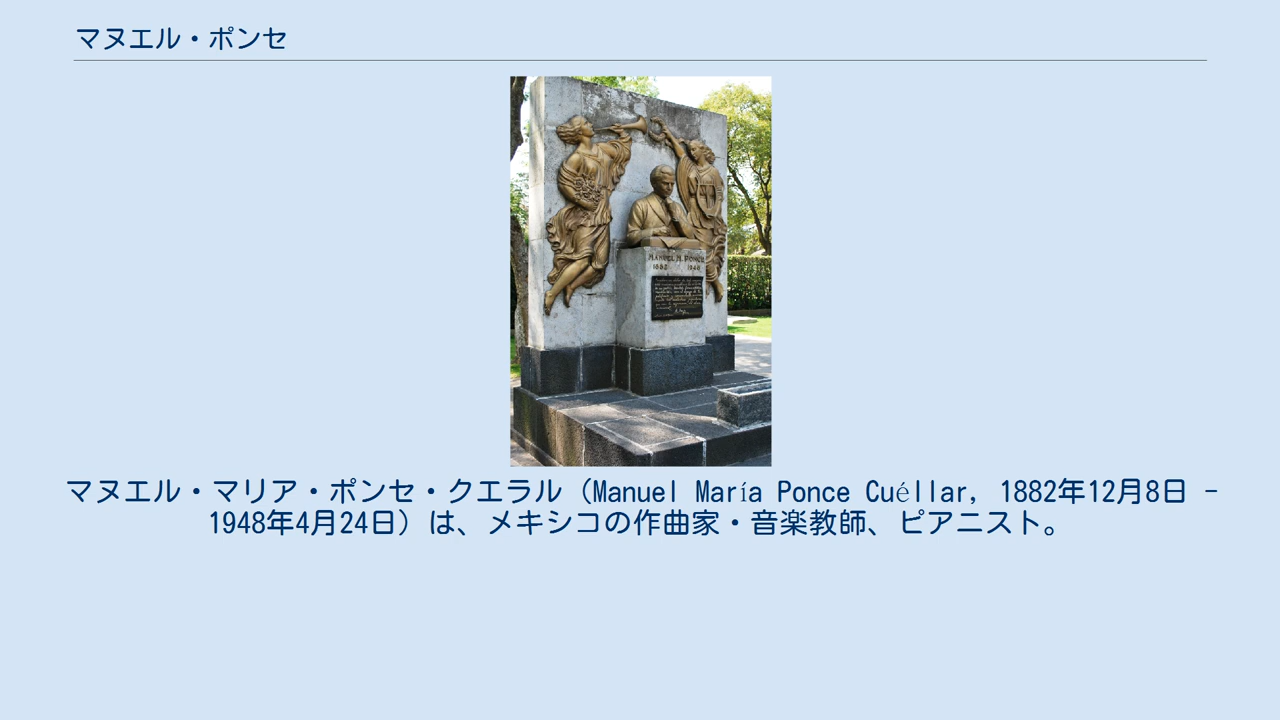 マヌエル・ポンセ
MANUEL M. PONCE
1882 1948
マヌエル・マリア・ポンセ・クエラル（Manuel María Ponce Cuéllar, 1882年12月8日 -
1948年4月24日）は、メキシコの作曲家・音楽教師、ピアニスト。